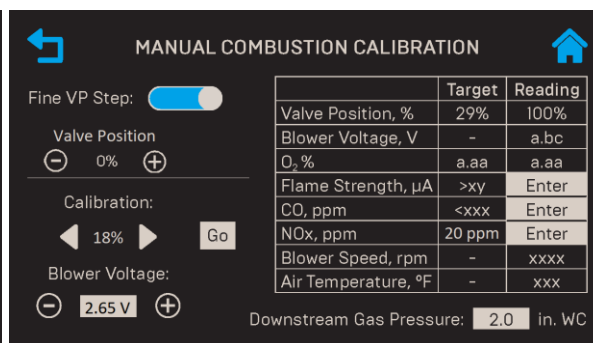 MANUAL COMBUSTION CALIBRATION
Fine VP Step:
Valve Position
0%
Calibration:
18%
Go
Blower Voltage:
2.65 V
Target Reading
Valve Position, % 29% 100%
Blower Voltage, V - a.bc
O₂ % a.aa a.aa
Flame Strength, µA >xy Enter
CO, ppm <xxx Enter
NOx, ppm 20 ppm Enter
Blower Speed, rpm - xxxx
Air Temperature, ºF - xxx
Downstream Gas Pressure: 2.0 in. WC